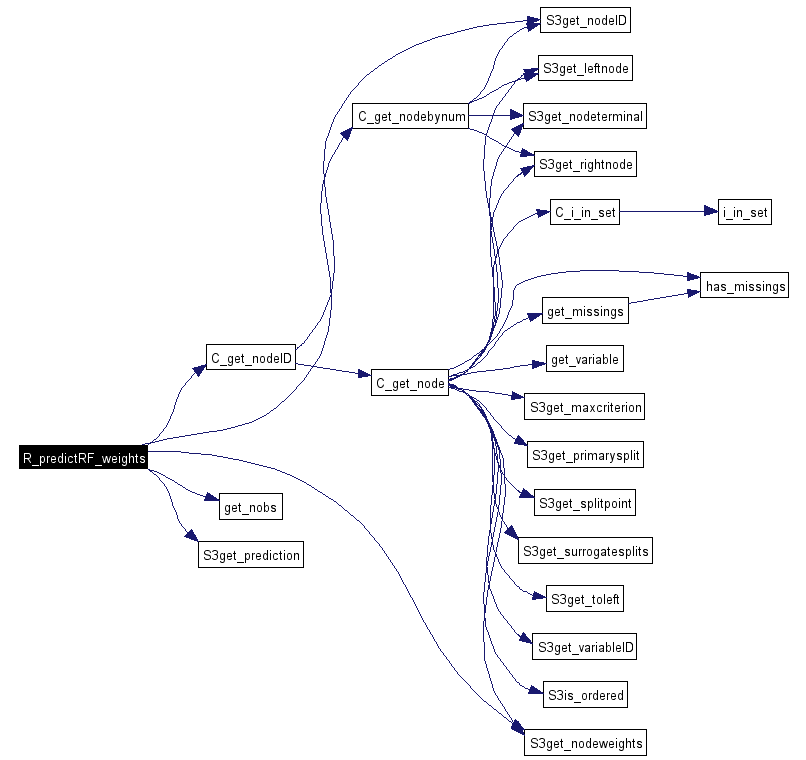 S3get_nodeID
S3get_leftnode
C_get_nodebynum
S3get_nodeterminal
S3get_rightnode
C_i_in_set
i_in_set
has_missings
get_missings
C_get_nodeID
get_variable
C_get_node
S3get_maxcriterion
R_predictRF_weights
S3get_primarysplit
get_nobs
S3get_splitpoint
S3get_prediction
S3get_surrogatesplits
S3get_toleft
S3get_variableID
S3is_ordered
S3get_nodeweights